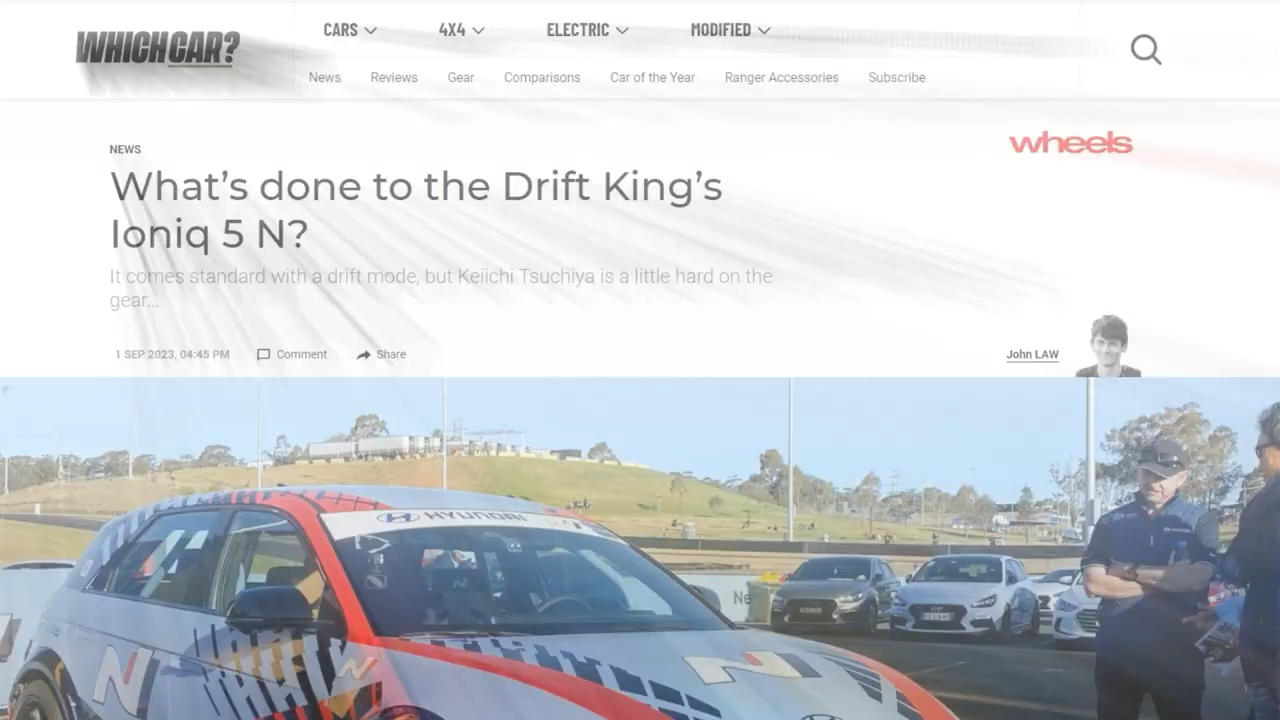 WHICHCAR?
CARS
4X4
ELECTRIC
MODIFIED
News
Reviews
Gear
Comparisons
Car of the Year
Ranger Accessories
Subscribe
wheels
NEWS
What's done to the Drift King's
Ioniq 5 N?
It comes standard with a drift mode, but Keiichi Tsuchiya is a little hard on the
gear...
1 SEP 2023, 04:45 PM
Comment
Share
John LAW
HYUNDAI
Ne
N
N